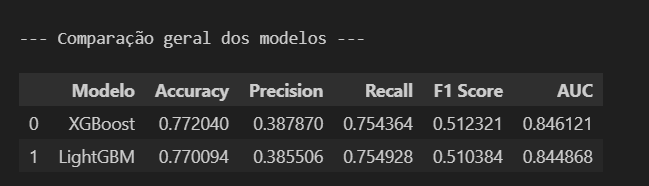 --- Comparação geral dos modelos ---
Modelo Accuracy Precision Recall F1 Score AUC
0 XGBoost 0.772040 0.387870 0.754364 0.512321 0.846121
1 LightGBM 0.770094 0.385506 0.754928 0.510384 0.844868